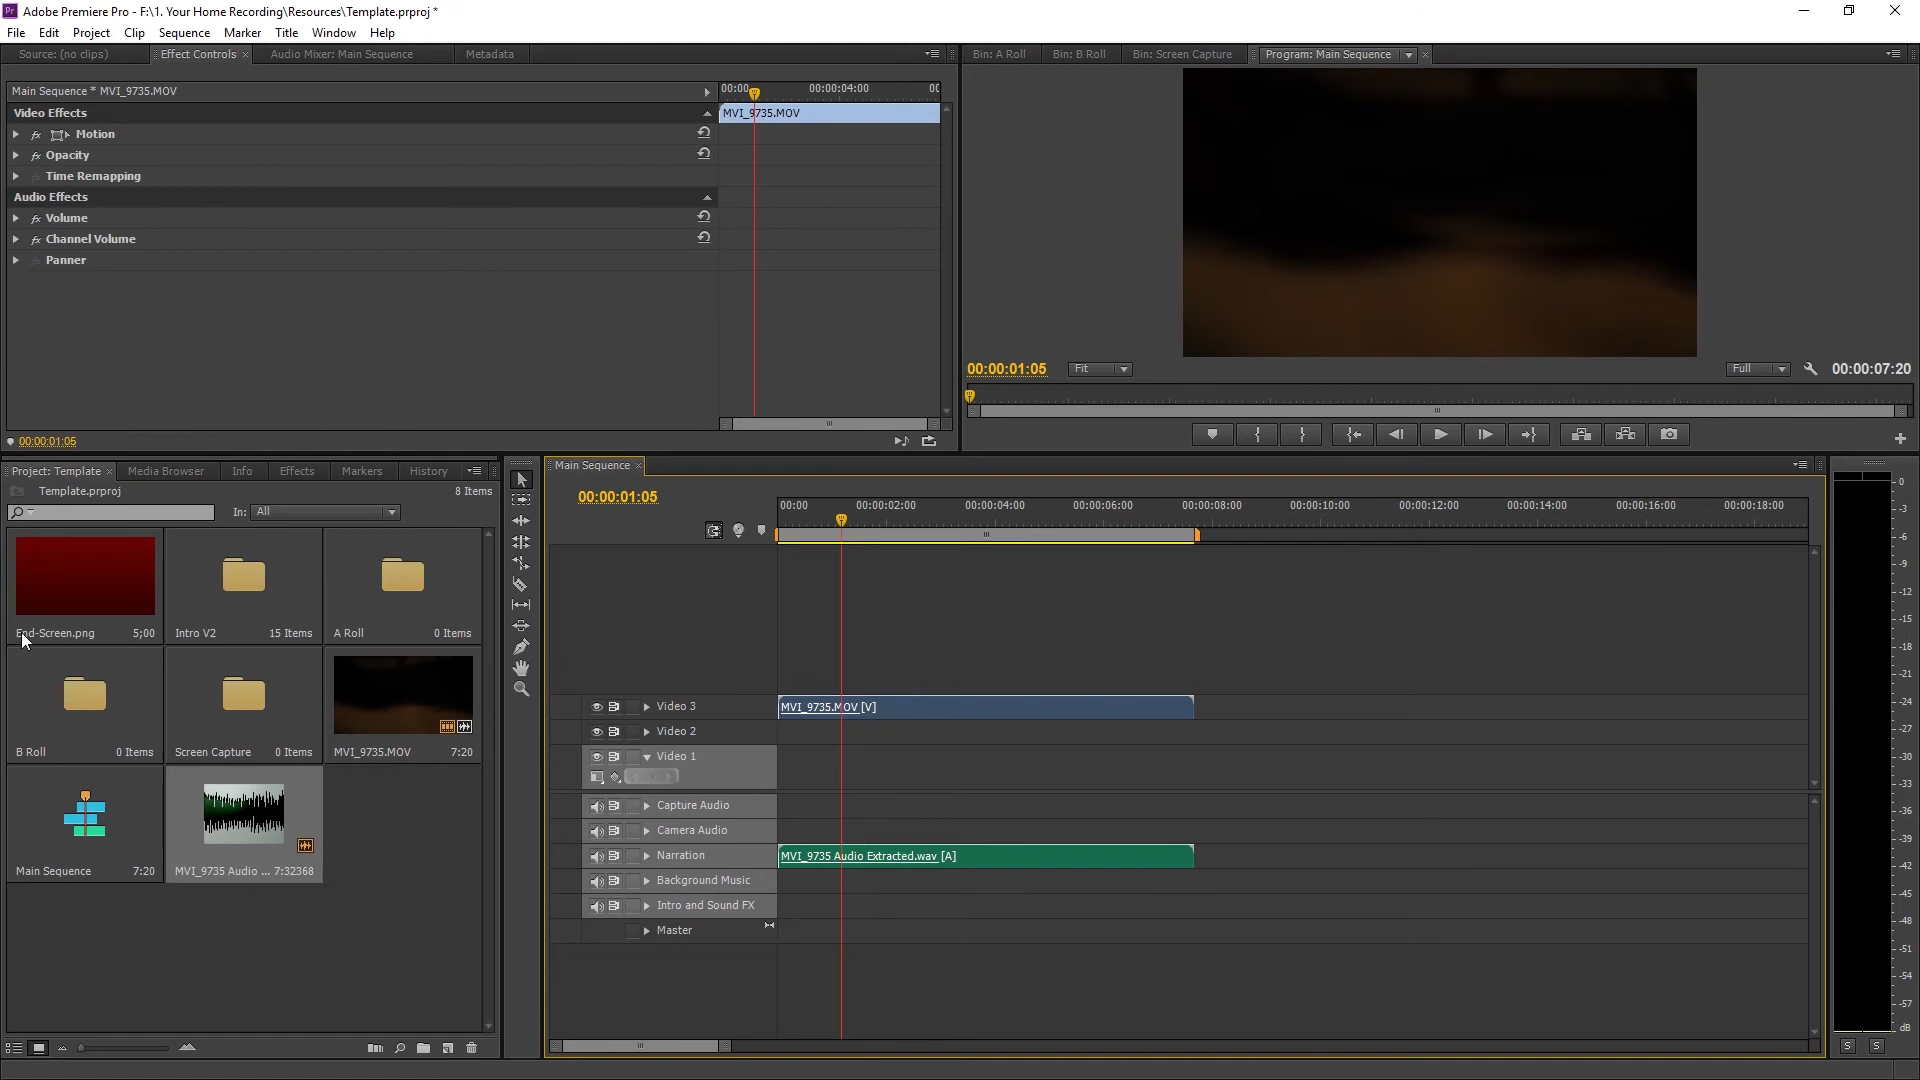 Pr Adobe Premiere Pro - F:\1. Your Home Recording\Resources\Template.prproj *
File Edit Project Clip Sequence Marker Title Window Help
Source: (no clips) Effect Controls × Audio Mixer: Main Sequence Metadata
Bin: A Roll Bin: B Roll Bin: Screen Capture Program: Main Sequence ×
Main Sequence * MVI_9735.MOV
00:00 00:00:04:00 00
Video Effects
MVI_9735.MOV
fx Motion
fx Opacity
fx Time Remapping
Audio Effects
fx Volume
fx Channel Volume
fx Panner
00:00:01:05 Fit Full 00:00:07:20
00:00:01:05
Project: Template × Media Browser Info Effects Markers History
Template.prproj 8 Items
In: All
End-Screen.png 5;00
Intro V2 15 Items
A Roll 0 Items
B Roll 0 Items
Screen Capture 0 Items
MVI_9735.MOV 7:20
Main Sequence 7:20
MVI_9735 Audio ... 7:32368
Main Sequence ×
00:00:01:05
00:00 00:00:02:00 00:00:04:00 00:00:06:00 00:00:08:00 00:00:10:00 00:00:12:00 00:00:14:00 00:00:16:00 00:00:18:00
Video 3 MVI_9735.MOV [V]
Video 2
Video 1
Capture Audio
Camera Audio
Narration MVI_9735 Audio Extracted.wav [A]
Background Music
Intro and Sound FX
Master
0
-3
-6
-9
-12
-15
-18
-21
-24
-27
-30
-33
-36
-39
-42
-45
-48
-51
-54
-57
dB
S S